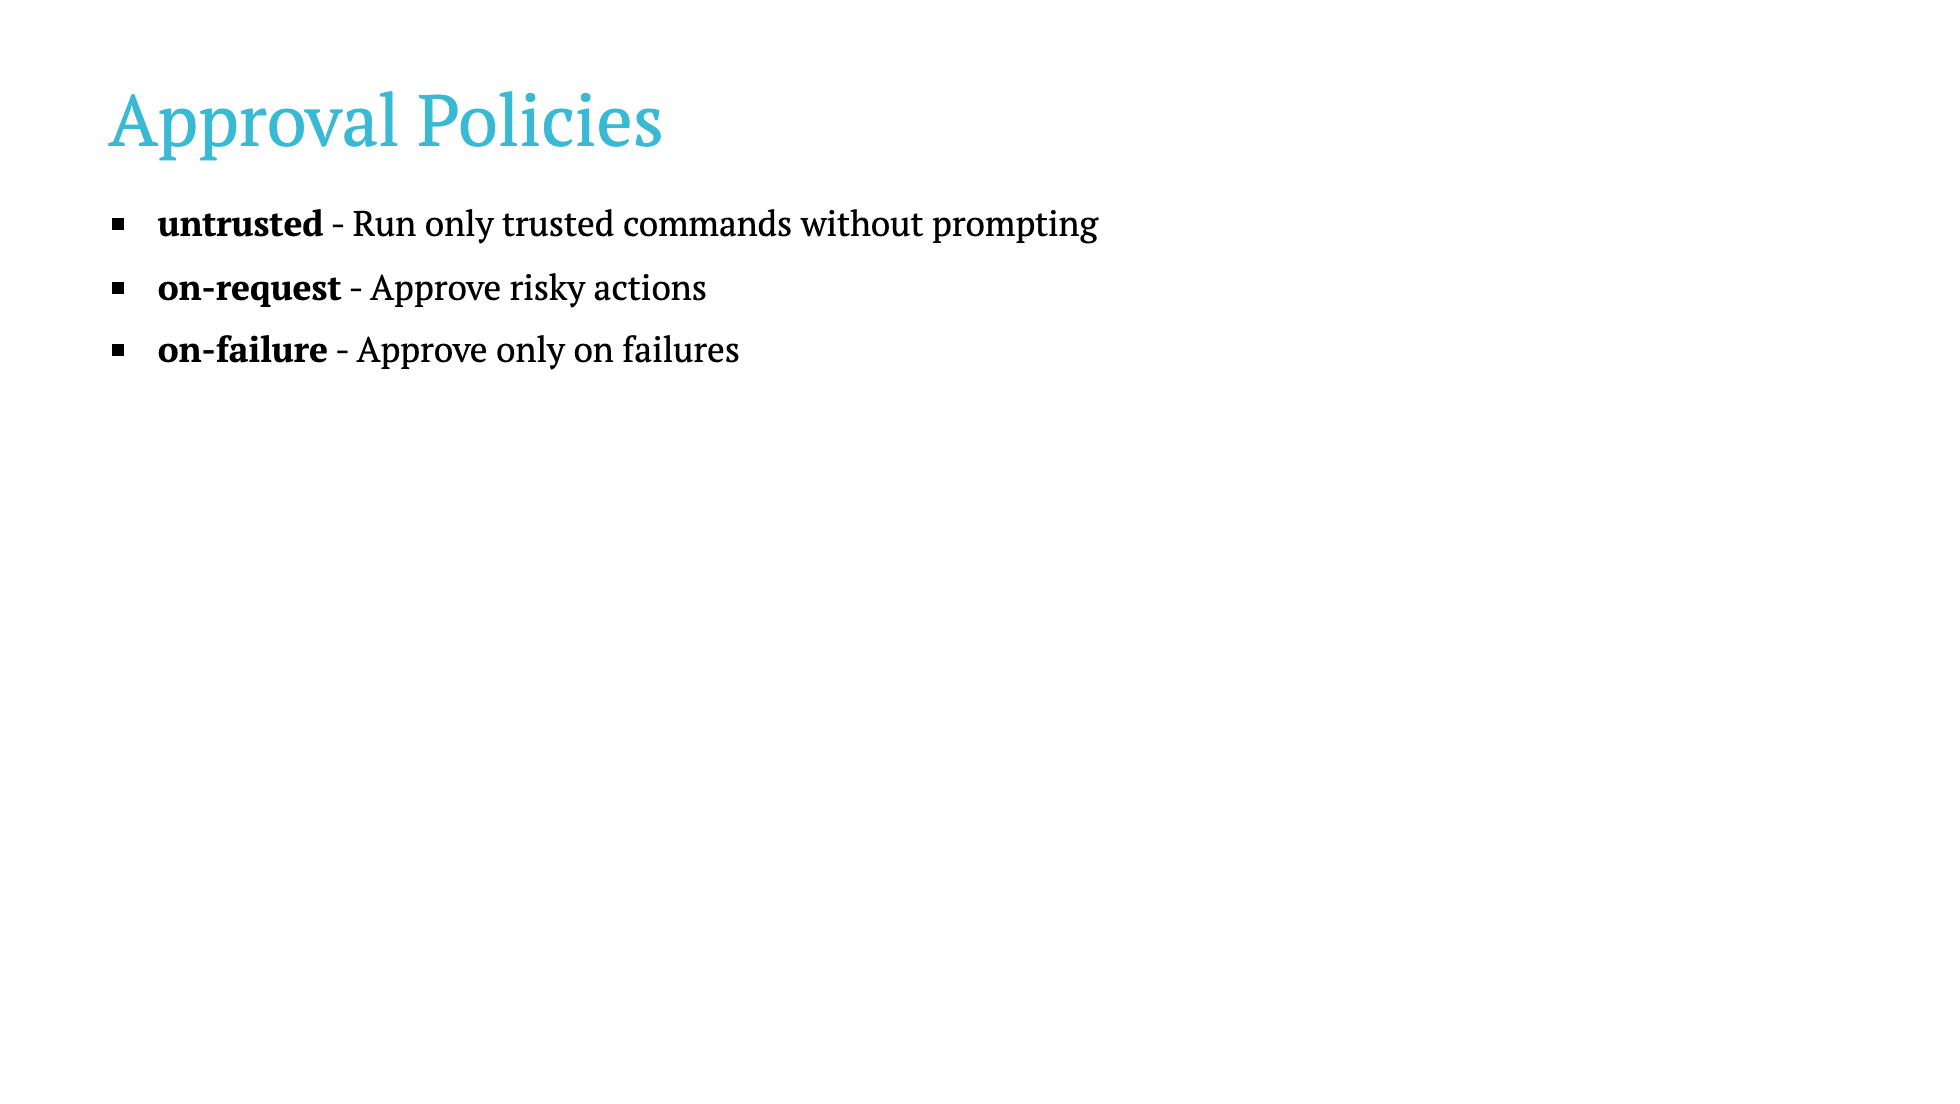 Approval Policies
▪ untrusted - Run only trusted commands without prompting
▪ on-request - Approve risky actions
▪ on-failure - Approve only on failures